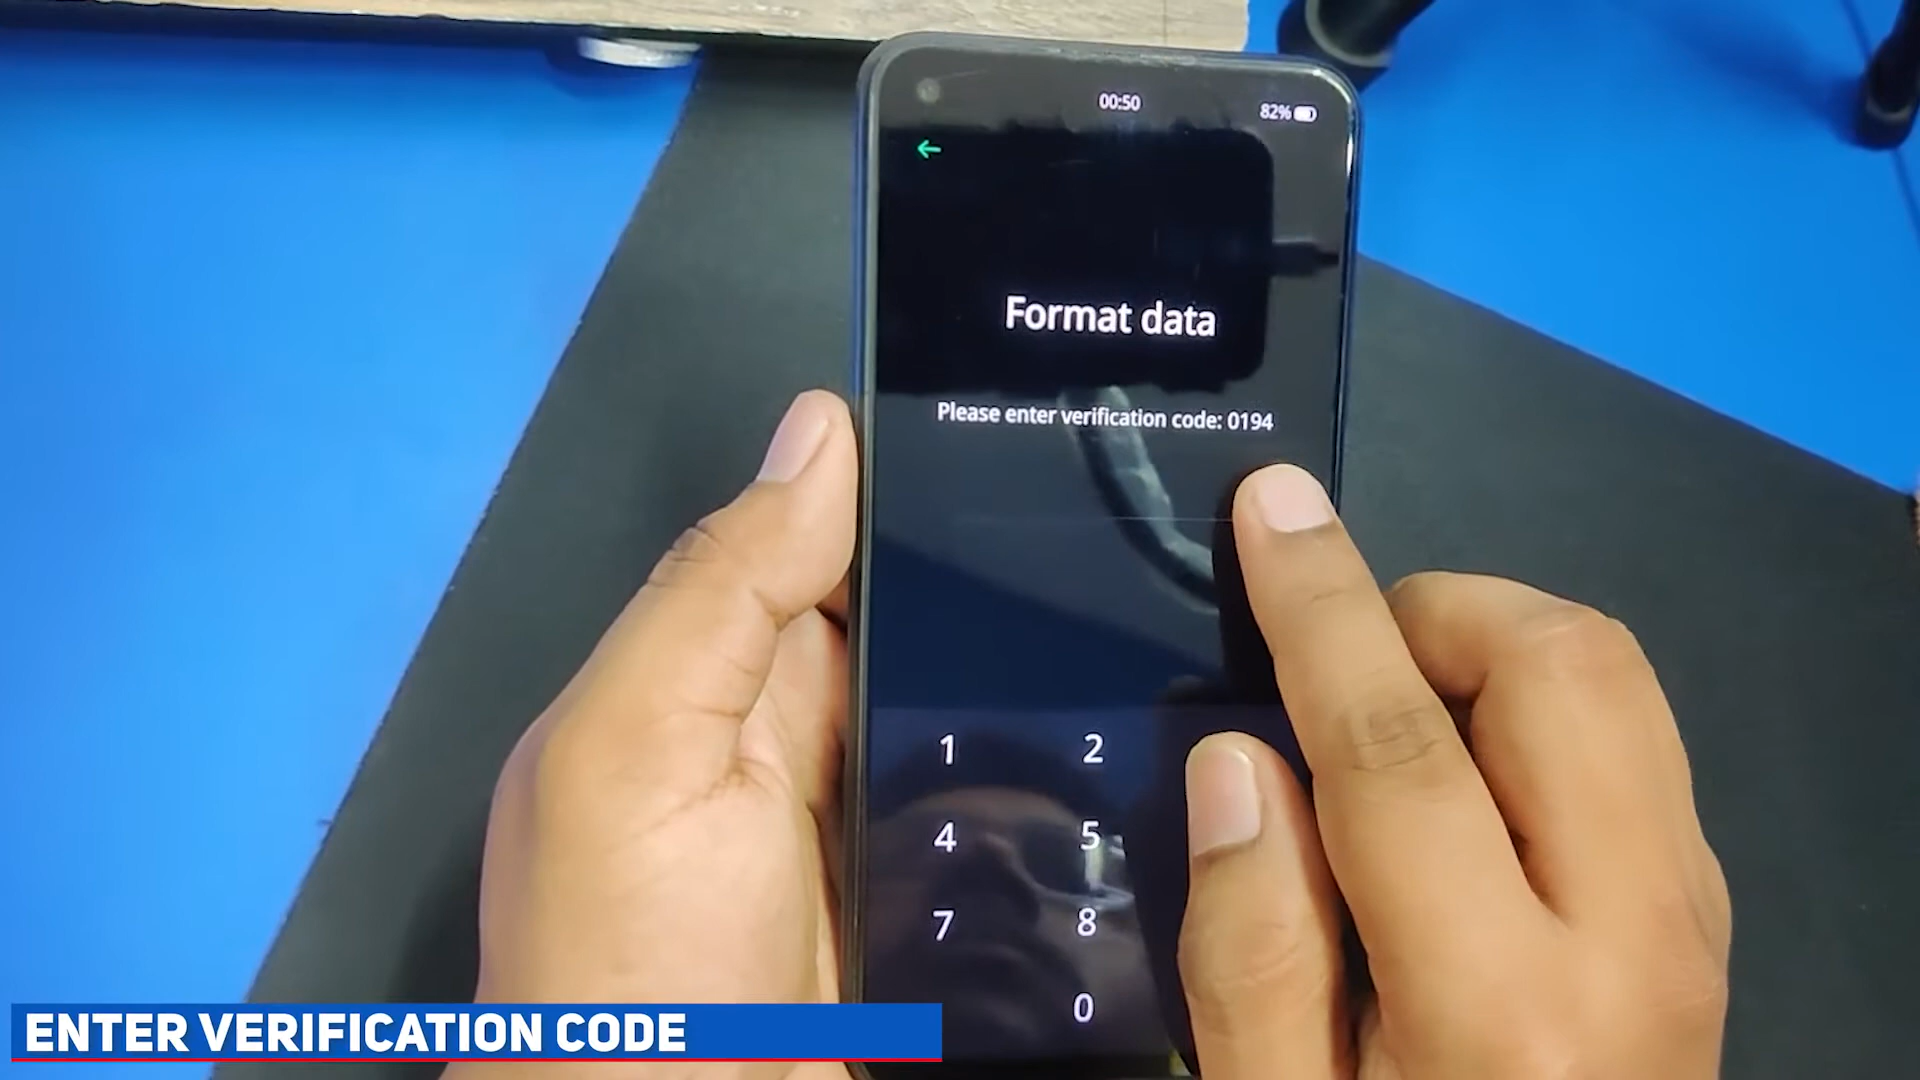 00:50
82%
Format data
Please enter verification code: 0194
1 2
4 5
7 8
0
ENTER VERIFICATION CODE